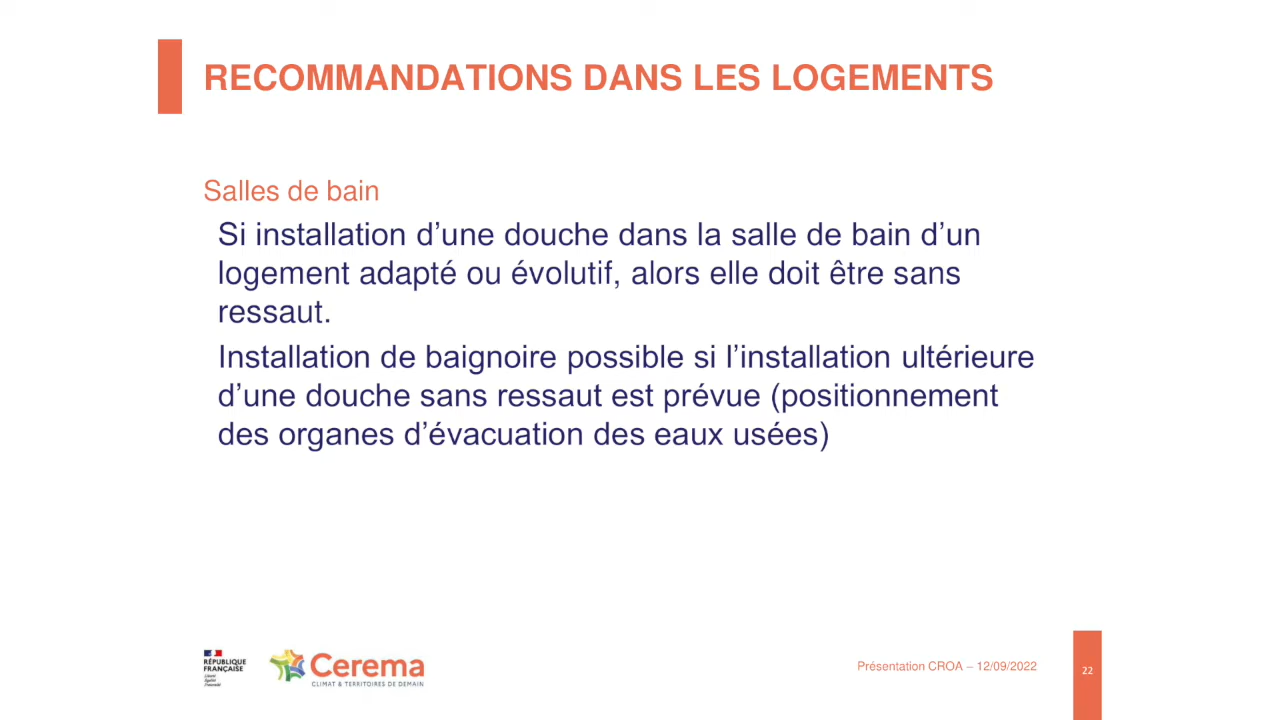 RECOMMANDATIONS DANS LES LOGEMENTS
Salles de bain
Si installation d’une douche dans la salle de bain d’un
logement adapté ou évolutif, alors elle doit être sans
ressaut.
Installation de baignoire possible si l’installation ultérieure
d’une douche sans ressaut est prévue (positionnement
des organes d’évacuation des eaux usées)
RÉPUBLIQUE
FRANÇAISE
Liberté
Égalité
Fraternité
Cerema
CLIMAT & TERRITOIRES DE DEMAIN
Présentation CROA – 12/09/2022
22